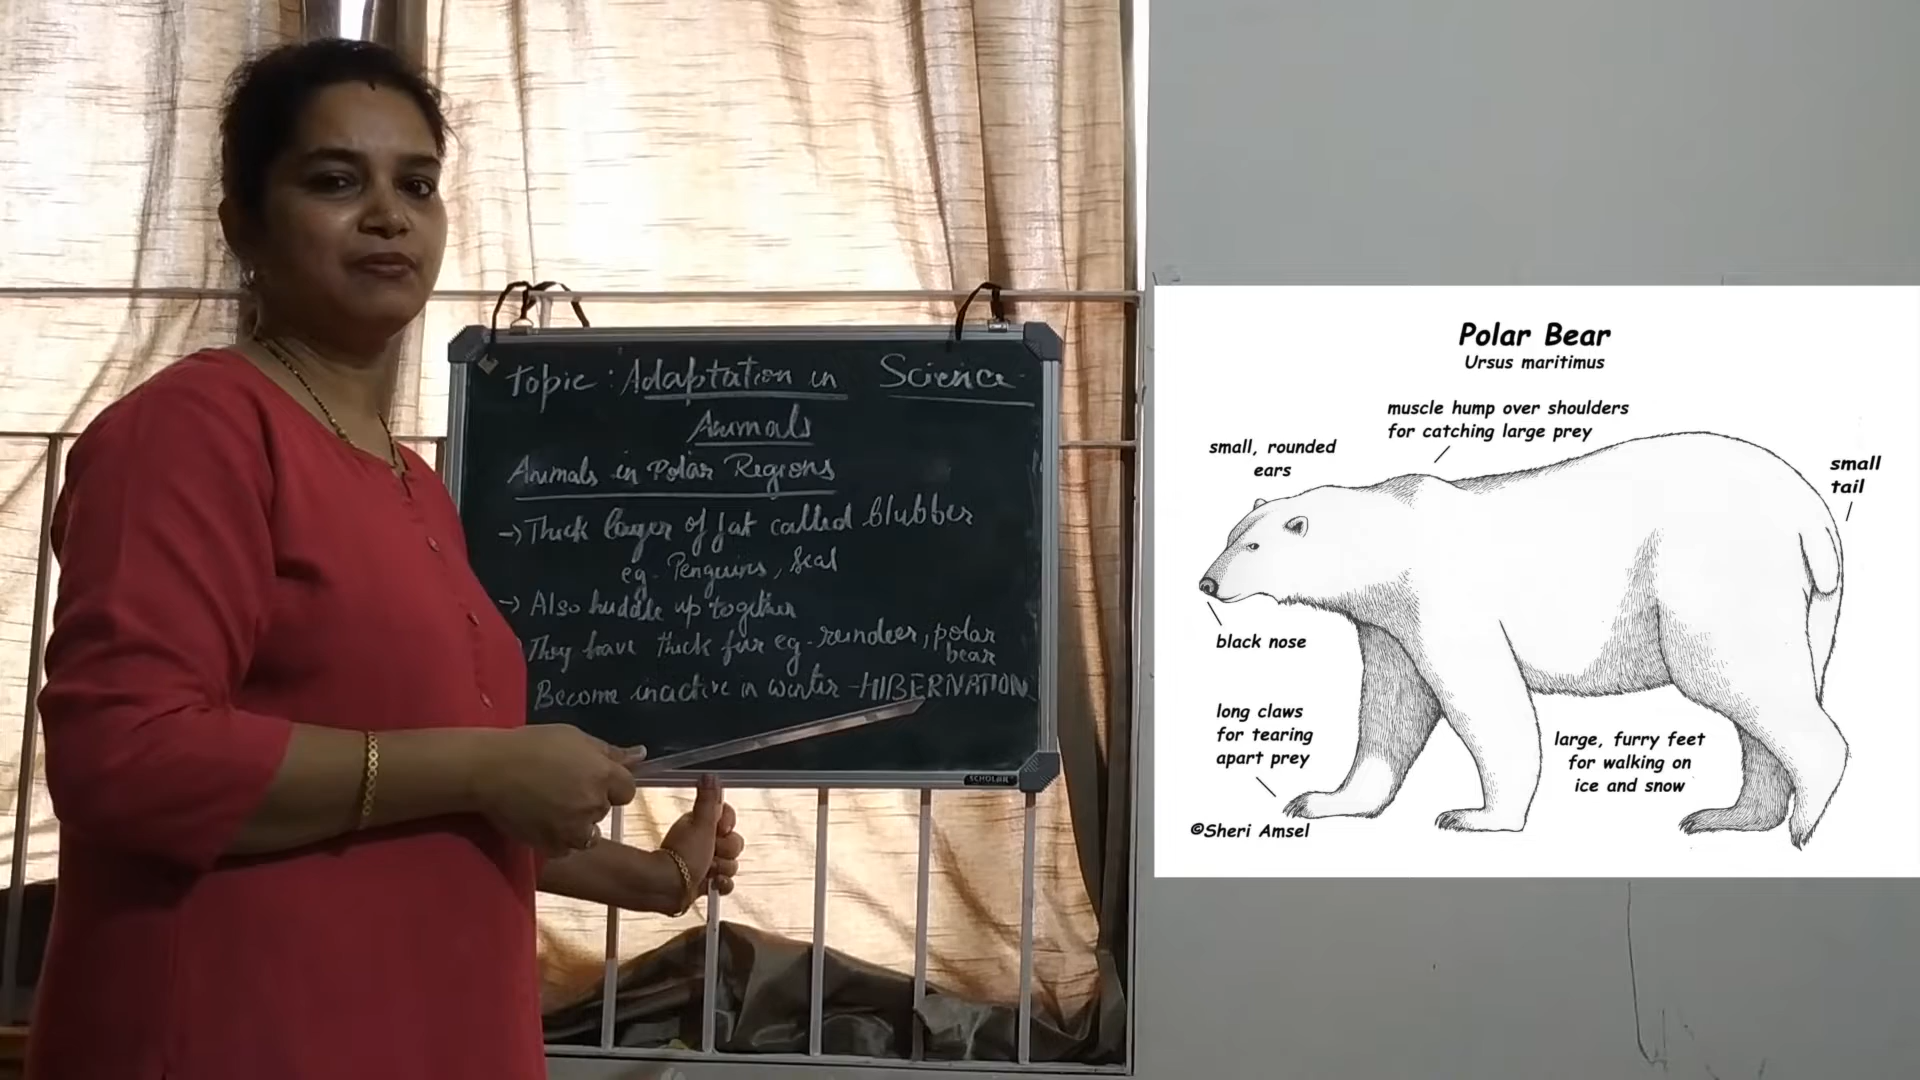 Topic : Adaptation in Science
Animals
Animals in Polar Regions
→ Thick layer of fat called blubber
eg. Penguins, seal
→ Also huddle up together
They have thick fur eg - reindeer, polar
bear
Become inactive in winter - HIBERNATION
SCHOLAR
Polar Bear
Ursus maritimus
muscle hump over shoulders
for catching large prey
small, rounded
ears
small
tail
black nose
long claws
for tearing
apart prey
large, furry feet
for walking on
ice and snow
©Sheri Amsel